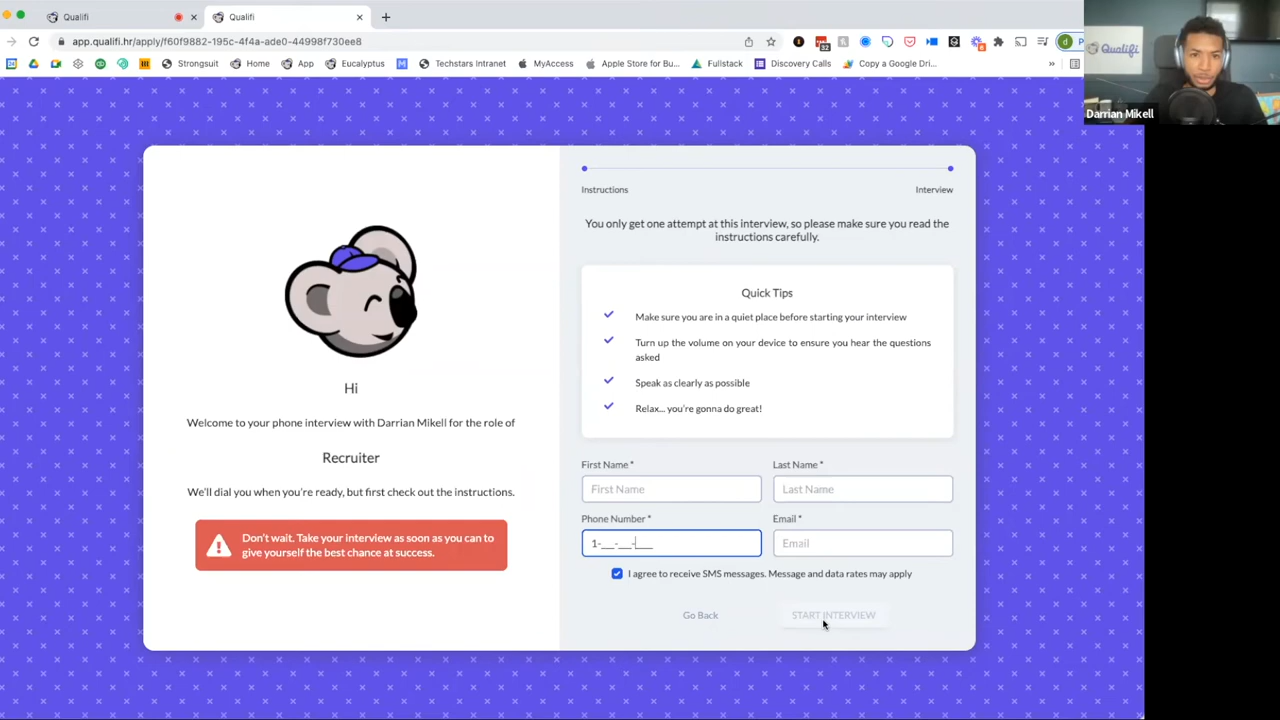 Qualifi
Qualifi
app.qualifi.hr/apply/f60f9882-195c-4f4a-ade0-44998f730ee8
Strongsuit
Home
App
Eucalyptus
Techstars Intranet
MyAccess
Apple Store for Bu...
Fullstack
Discovery Calls
Copy a Google Dri...
»
Qualifi
Darrian Mikell
Instructions
Interview
You only get one attempt at this interview, so please make sure you read the
instructions carefully.
Quick Tips
Make sure you are in a quiet place before starting your interview
Turn up the volume on your device to ensure you hear the questions
asked
Speak as clearly as possible
Relax... you're gonna do great!
Hi
Welcome to your phone interview with Darrian Mikell for the role of
Recruiter
We'll dial you when you're ready, but first check out the instructions.
Don't wait. Take your interview as soon as you can to
give yourself the best chance at success.
First Name *
Last Name *
First Name
Last Name
Phone Number *
Email *
1-___-___-____
Email
I agree to receive SMS messages. Message and data rates may apply
Go Back
START INTERVIEW